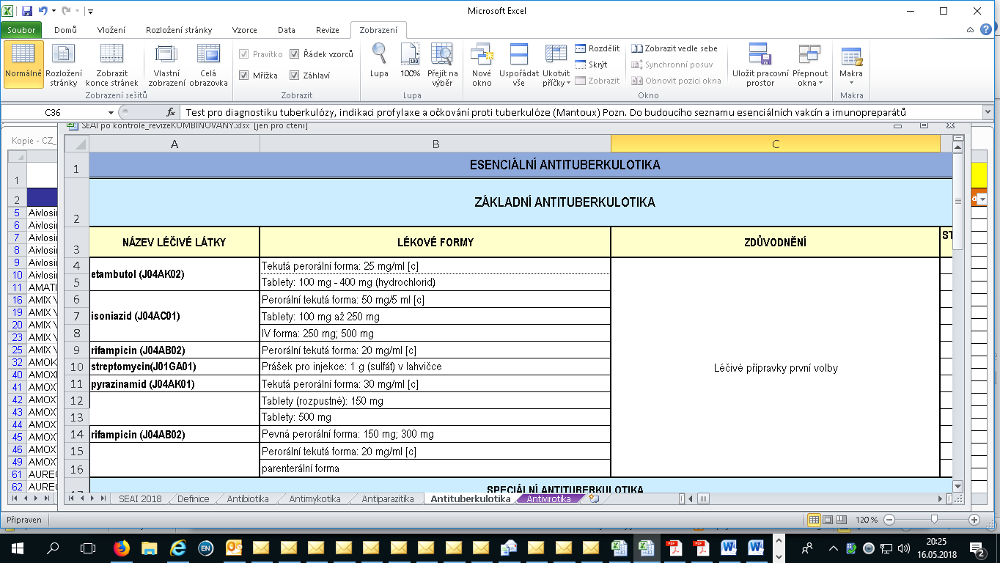 Microsoft Excel
Soubor Domů Vložení Rozložení stránky Vzorce Data Revize Zobrazení
Normálně
Rozložení stránky
Zobrazit konce stránek
Vlastní zobrazení
Celá obrazovka
Zobrazení sešitů
Pravítko
Řádek vzorců
Mřížka
Záhlaví
Zobrazit
Lupa
100%
Přejít na výběr
Lupa
Nové okno
Uspořádat vše
Ukotvit příčky
Rozdělit
Skrýt
Zobrazit
Zobrazit vedle sebe
Synchronní posuv
Obnovit pozici okna
Okno
Uložit pracovní prostor
Přepnout okna
Makra
Makra
C36
fx
Test pro diagnostiku tuberkulózy, indikaci profylaxe a očkování proti tuberkulóze (Mantoux) Pozn. Do budoucího seznamu esenciálních vakcín a imunopreparátů
SEAI po kontrole_revizeKOMBINOVANY.xlsx [jen pro čtení]
Kopie - CZ_
A B C
1 ESENCIÁLNÍ ANTITUBERKULOTIKA
2 ZÁKLADNÍ ANTITUBERKULOTIKA
3 NÁZEV LÉČIVÉ LÁTKY LÉKOVÉ FORMY ZDŮVODNĚNÍ ST
4 etambutol (J04AK02) Tekutá perorální forma: 25 mg/ml [c]
5 Tablety: 100 mg - 400 mg (hydrochlorid)
6 Perorální tekutá forma: 50 mg/5 ml [c]
7 isoniazid (J04AC01) Tablety: 100 mg až 250 mg
8 IV forma: 250 mg; 500 mg
9 rifampicin (J04AB02) Perorální tekutá forma: 20 mg/ml [c]
10 streptomycin(J01GA01) Prášek pro injekce: 1 g (sulfát) v lahvičce
Léčivé přípravky první volby
11 pyrazinamid (J04AK01) Tekutá perorální forma: 30 mg/ml [c]
12 Tablety (rozpustné): 150 mg
13 Tablety: 500 mg
14 rifampicin (J04AB02) Pevná perorální forma: 150 mg; 300 mg
15 Perorální tekutá forma: 20 mg/ml [c]
16 parenterální forma
17 SPECIÁLNÍ ANTITUBERKULOTIKA
1
2
5 Aivlosin
6 Aivlosin
7 Aivlosin
8 Aivlosin
9 Aivlosin
10 Aivlosin
11 AMATI
16 AMIX V
19 AMIX V
20 AMIX V
23 AMIX V
25 AMIX V
32 AMOK
40 AMOXI
41 AMOXY
42 AMOXY
43 AMOXY
44 AMOXY
45 AMOXY
46 AMOXY
49 AMOXY
61 AUREO
62 AUREO
SEAI 2018 Definice Antibiotika Antimykotika Antiparazitika Antituberkulotika Antivirotika
Připraven
120 %
EN
20:25
16.05.2018
2